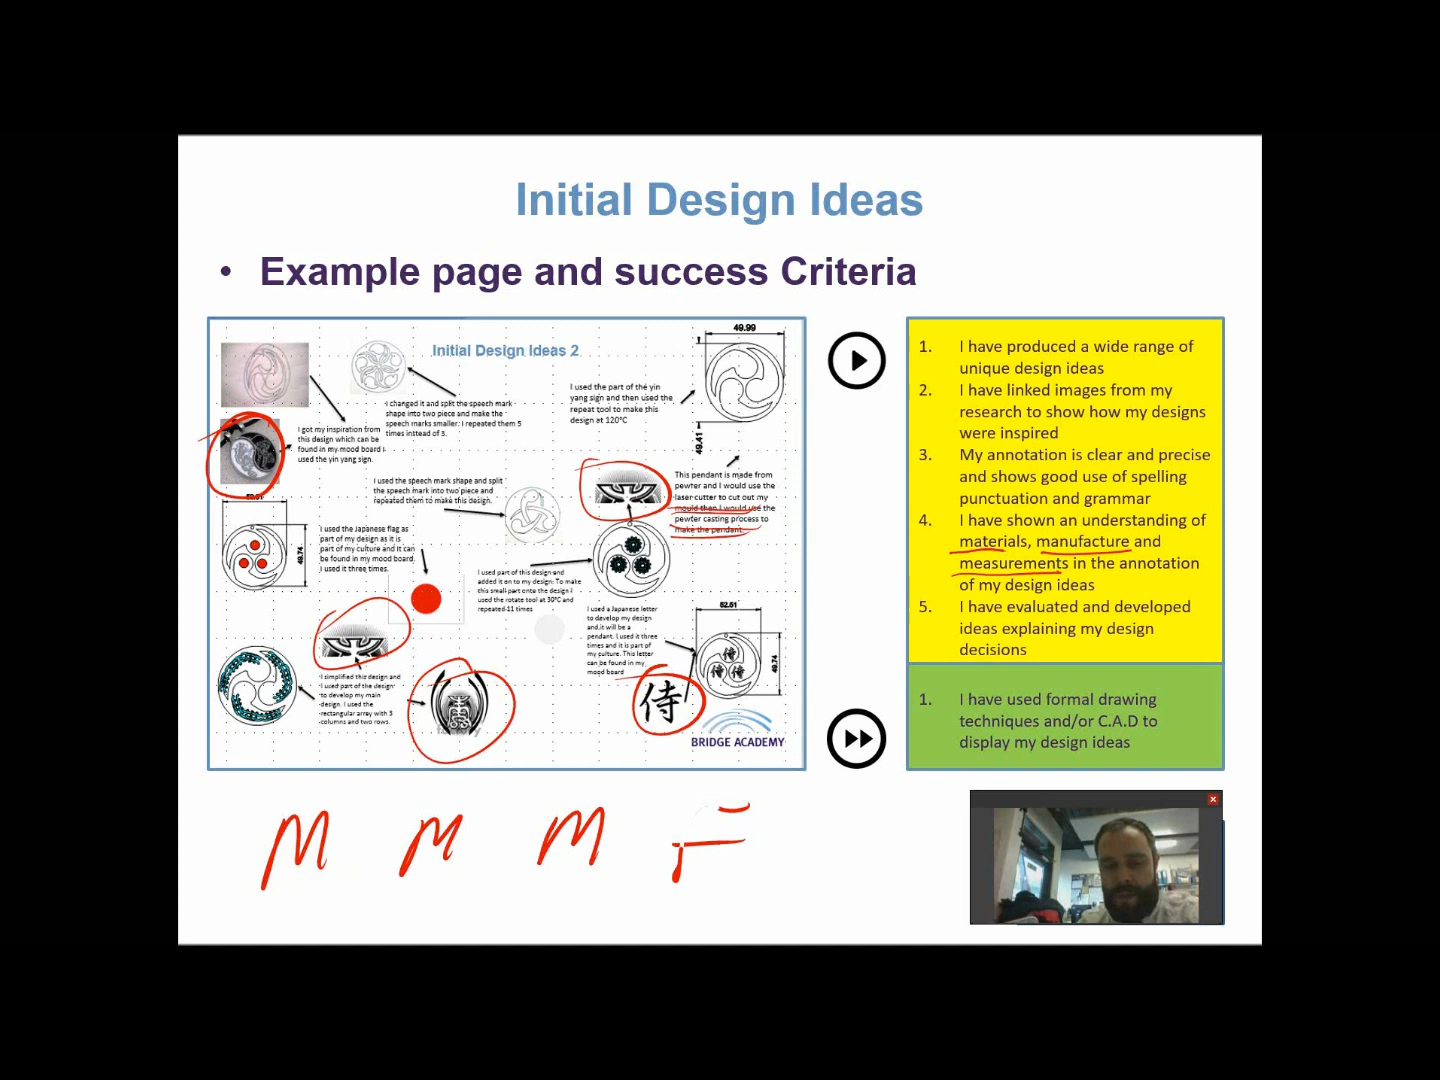 Initial Design Ideas
• Example page and success Criteria
Initial Design Ideas 2
49.99
49.41
I changed it and split the speech mark
shape into two piece and make the
speech marks smaller. I repeated them 5
times instead of 3.
I used the part of the yin
yang sign and then used the
repeat tool to make this
design at 120°C
I got my inspiration from
this design which can be
found in my mood board I
used the yin yang sign.
I used the speech mark shape and split
the speech mark into two piece and
repeated them to make this design.
This pendant is made from
pewter and I would use the
laser cutter to cut out my
mould then I would use the
pewter casting process to
make the pendant.
49.74
I used the Japanese flag as
part of my design as it is
part of my culture and it can
be found in my mood board.
I used it three times.
I used part of this design and
added it on to my design. To make
this small part onto the design I
used the rotate tool at 30°C and
repeated 11 times
I used a Japanese letter
to develop my design
and it will be a
pendant. I used it three
times and it is part of
my culture. This letter
can be found in my
mood board
52.51
49.74
侍侍侍
侍
I simplified this design and
I used part of the design
to develop my main
design. I used the
rectangular array with 3
columns and two rows.
BRIDGE ACADEMY
1. I have produced a wide range of
unique design ideas
2. I have linked images from my
research to show how my designs
were inspired
3. My annotation is clear and precise
and shows good use of spelling
punctuation and grammar
4. I have shown an understanding of
materials, manufacture and
measurements in the annotation
of my design ideas
5. I have evaluated and developed
ideas explaining my design
decisions
1. I have used formal drawing
techniques and/or C.A.D to
display my design ideas
M M M